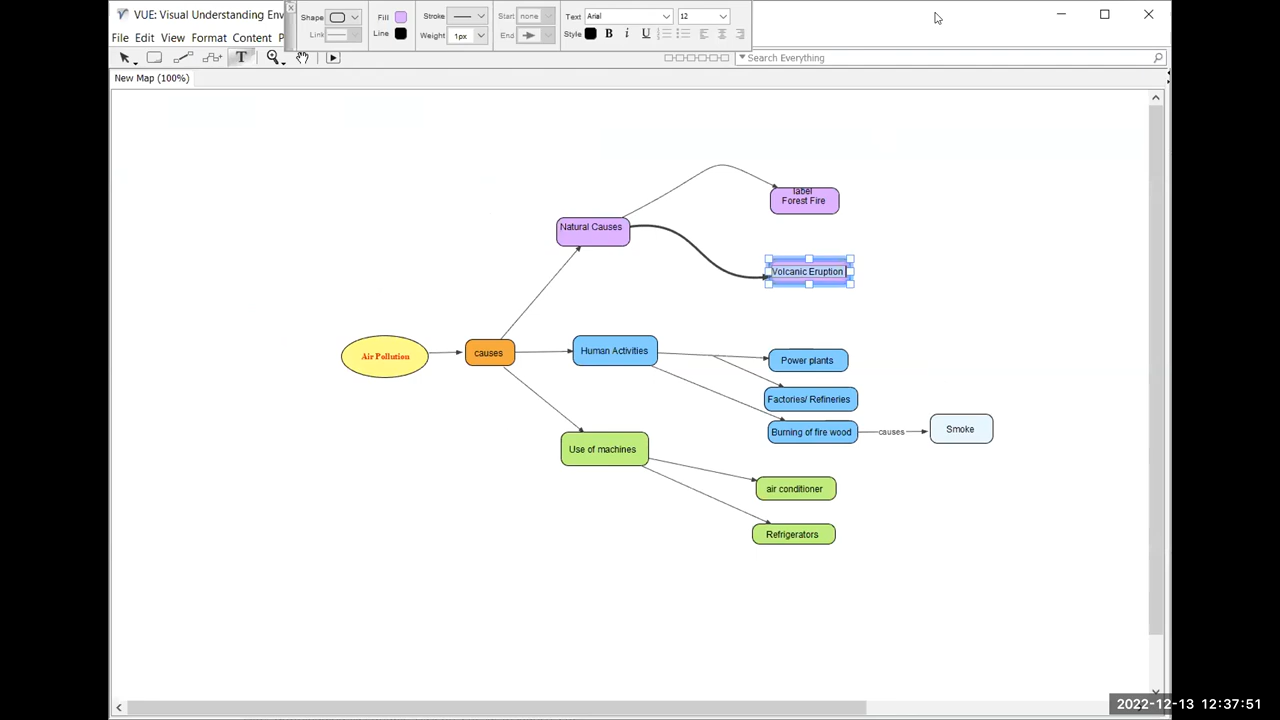 VUE: Visual Understanding Env
Shape:
Fill
Stroke:
Start:
none
Text
Arial
12
Link:
Line
Weight:
1px
End:
Style
B
i
U
File Edit View Format Content P
T
Search Everything
New Map (100%)
label
Forest Fire
Natural Causes
Volcanic Eruption
Air Pollution
causes
Human Activities
Power plants
Factories/ Refineries
Burning of fire wood
causes
Smoke
Use of machines
air conditioner
Refrigerators
2022-12-13 12:37:51